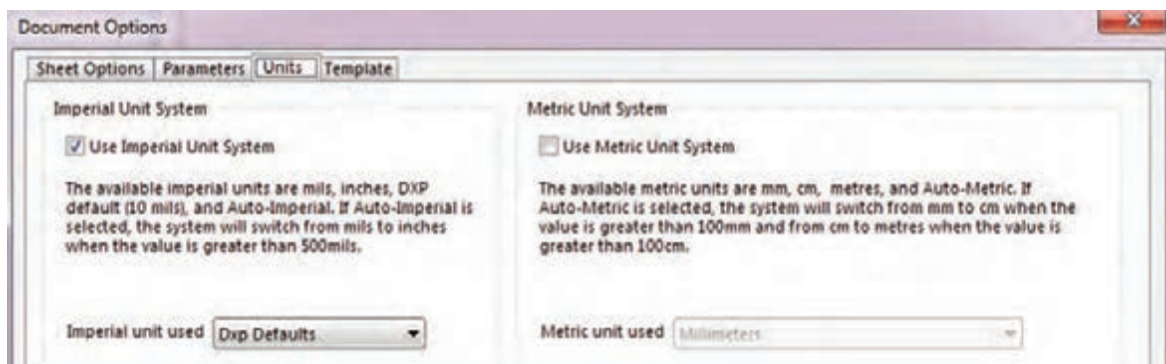 Document Options
Sheet Options Parameters Units Template
Imperial Unit System
Use Imperial Unit System
The available imperial units are mils, inches, DXP
default (10 mils), and Auto-Imperial. If Auto-Imperial is
selected, the system will switch from mils to inches
when the value is greater than 500mils.
Imperial unit used Dxp Defaults
Metric Unit System
Use Metric Unit System
The available metric units are mm, cm, metres, and Auto-Metric. If
Auto-Metric is selected, the system will switch from mm to cm when the
value is greater than 100mm and from cm to metres when the value is
greater than 100cm.
Metric unit used Millimeters